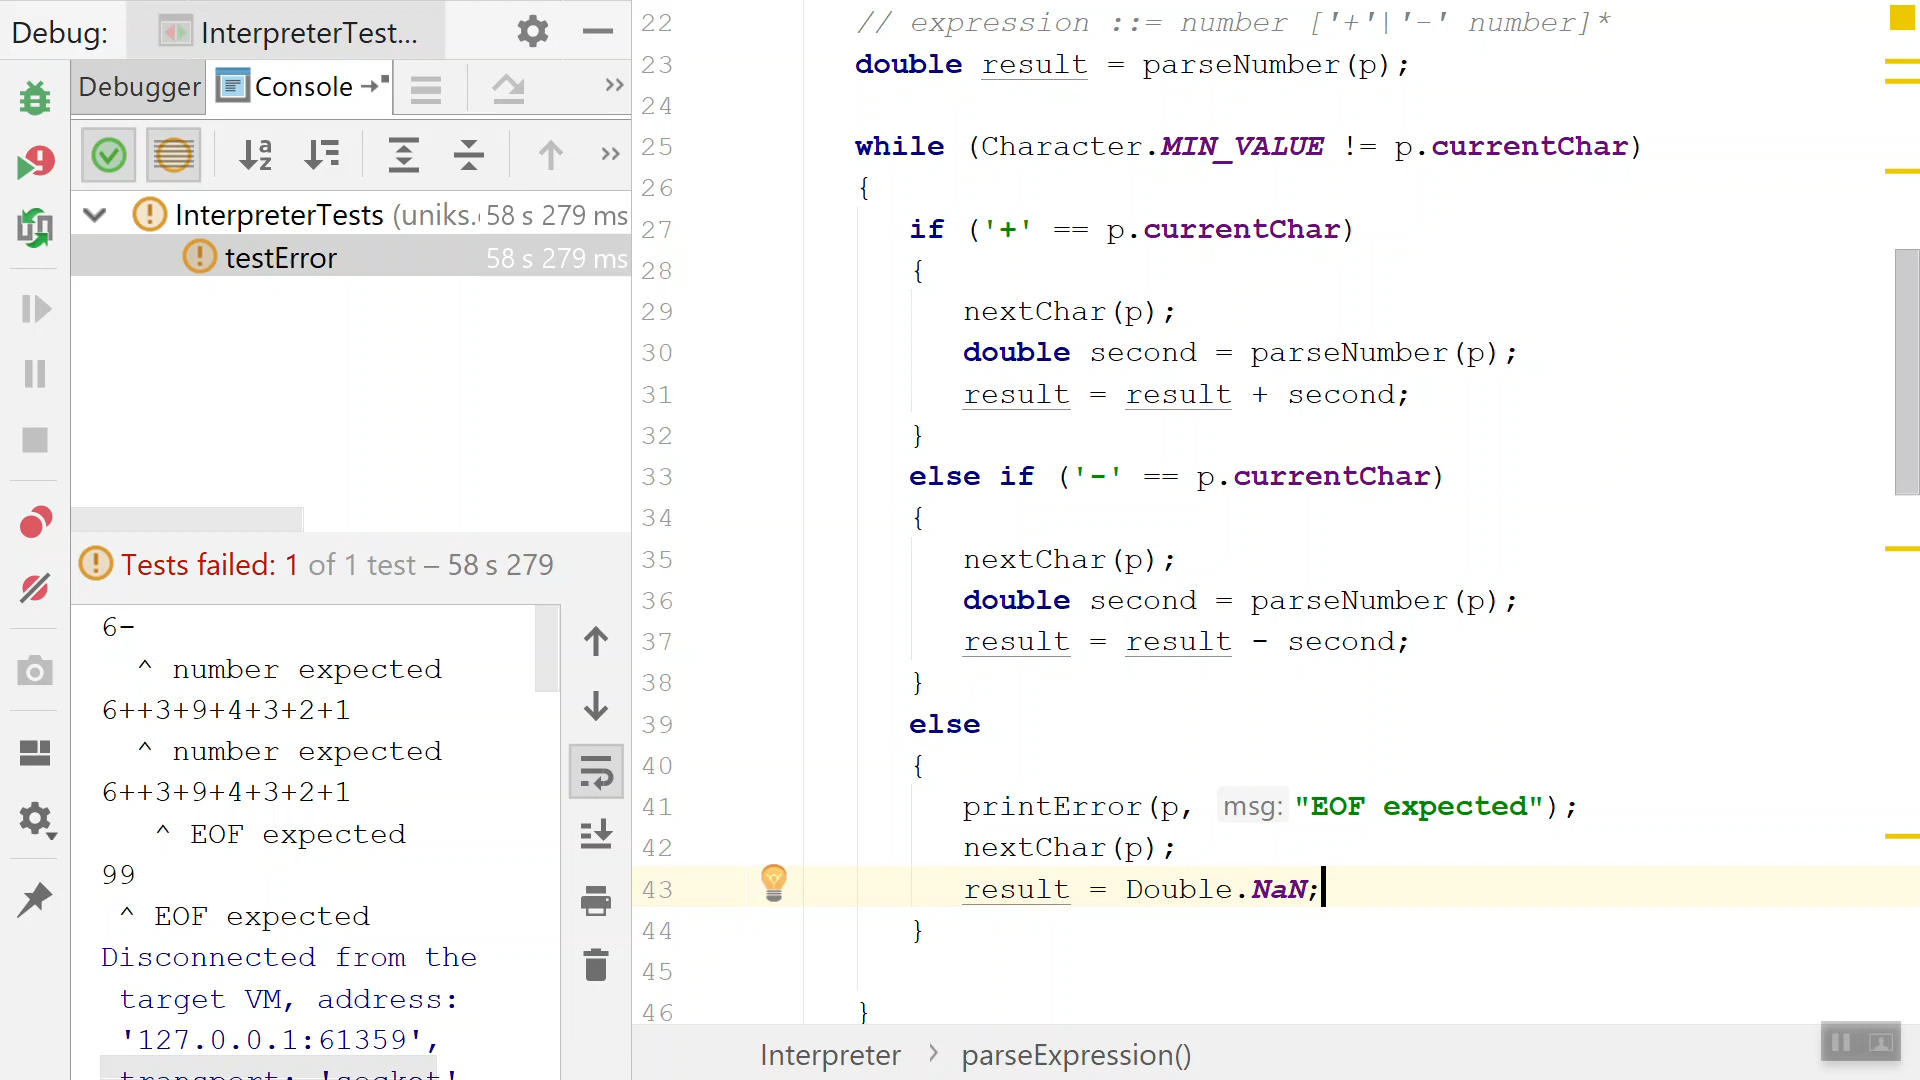 Debug:
InterpreterTest...
Debugger
Console
InterpreterTests (uniks. 58 s 279 ms
testError 58 s 279 ms
Tests failed: 1 of 1 test – 58 s 279
6-
^ number expected
6++3+9+4+3+2+1
^ number expected
6++3+9+4+3+2+1
^ EOF expected
99
^ EOF expected
Disconnected from the
target VM, address:
'127.0.0.1:61359',
transport: 'socket'
22 // expression ::= number ['+'|'-' number]*
23 double result = parseNumber(p);
24
25 while (Character.MIN_VALUE != p.currentChar)
26 {
27 if ('+' == p.currentChar)
28 {
29 nextChar(p);
30 double second = parseNumber(p);
31 result = result + second;
32 }
33 else if ('-' == p.currentChar)
34 {
35 nextChar(p);
36 double second = parseNumber(p);
37 result = result - second;
38 }
39 else
40 {
41 printError(p, msg: "EOF expected");
42 nextChar(p);
43 result = Double.NaN;
44 }
45
46 }
Interpreter > parseExpression()